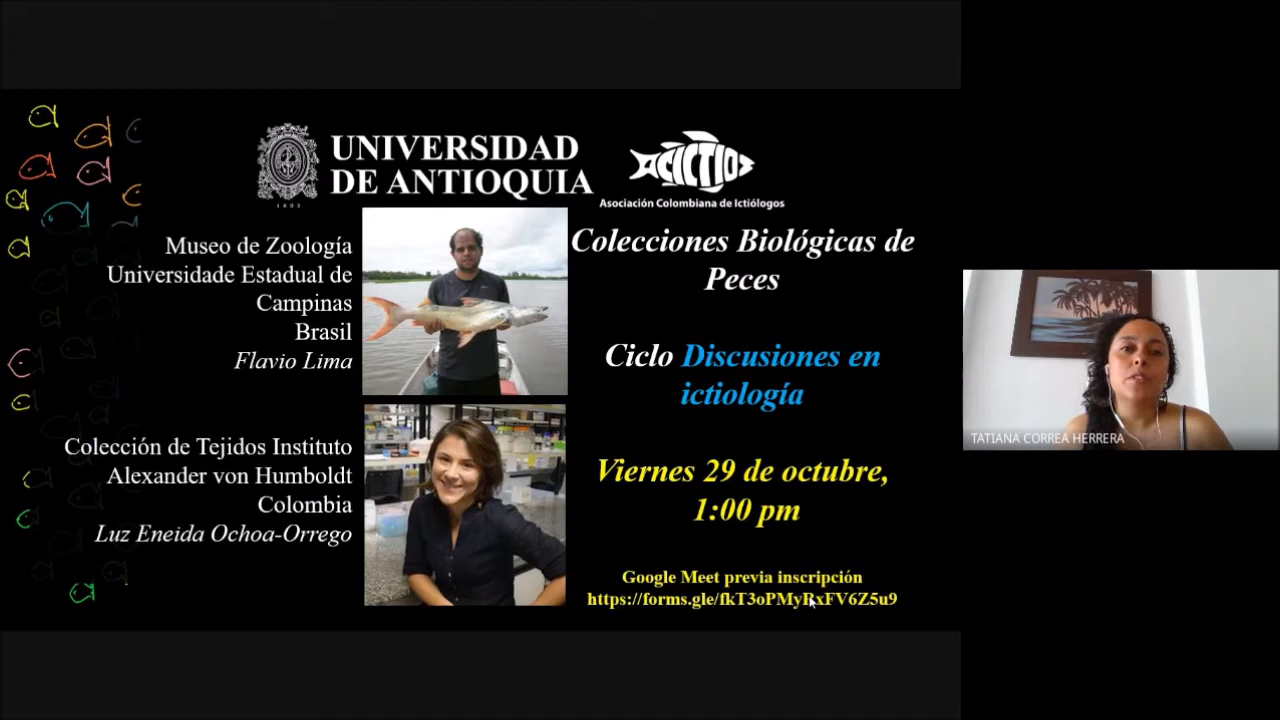 UNIVERSIDAD
DE ANTIOQUIA
1803
ACICTIOS
Asociación Colombiana de Ictiólogos
Museo de Zoología
Universidade Estadual de
Campinas
Brasil
Flavio Lima
Colección de Tejidos Instituto
Alexander von Humboldt
Colombia
Luz Eneida Ochoa-Orrego
Colecciones Biológicas de
Peces
Ciclo Discusiones en
ictiología
Viernes 29 de octubre,
1:00 pm
Google Meet previa inscripción
https://forms.gle/fkT3oPMyRxFV6Z5u9
TATIANA CORREA HERRERA